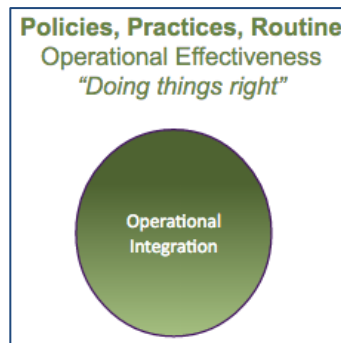 Policies, Practices, Routine
Operational Effectiveness
“Doing things right”
Operational
Integration